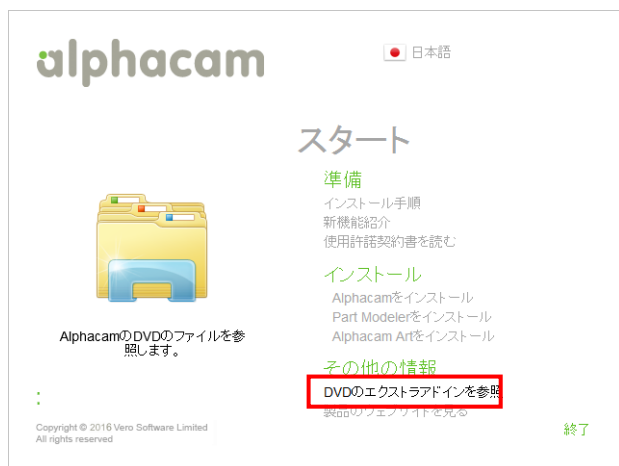 alphacam
日本語
スタート
準備
インストール手順
新機能紹介
使用許諾契約書を読む
インストール
Alphacamをインストール
Part Modelerをインストール
Alphacam Artをインストール
AlphacamのDVDのファイルを参
照します。
その他の情報
DVDのエクストラアドインを参照
製品のウェブサイトを見る
:
Copyright © 2016 Vero Software Limited
All rights reserved
終了